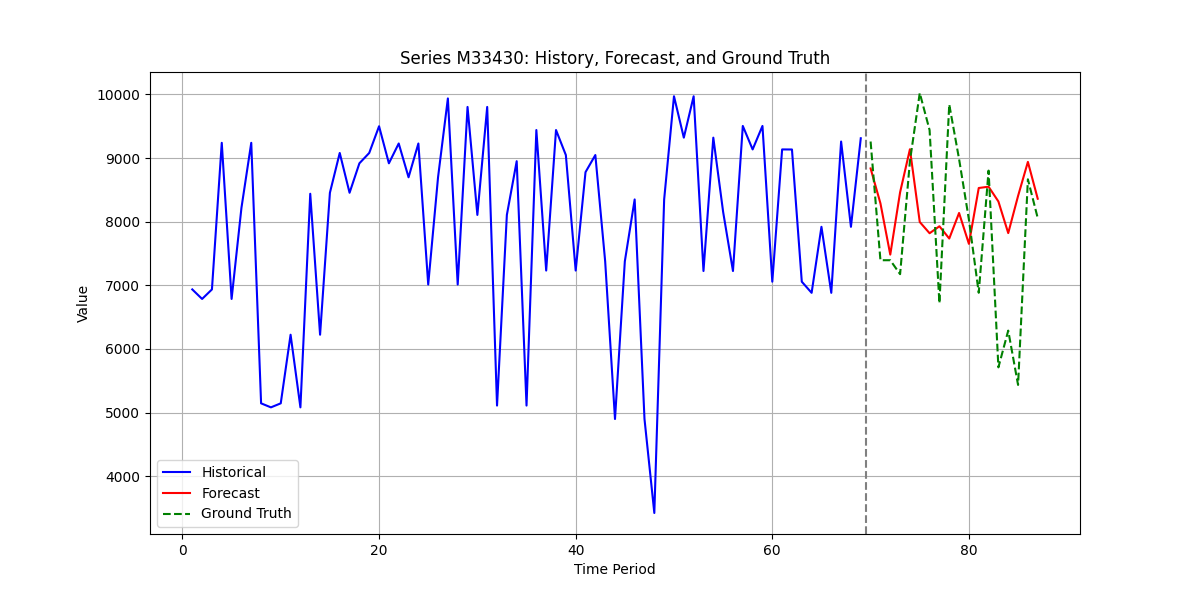 Series M33430: History, Forecast, and Ground Truth
10000
9000
8000
7000
6000
5000
4000
Value
Historical
Forecast
Ground Truth
0
20
40
60
80
Time Period